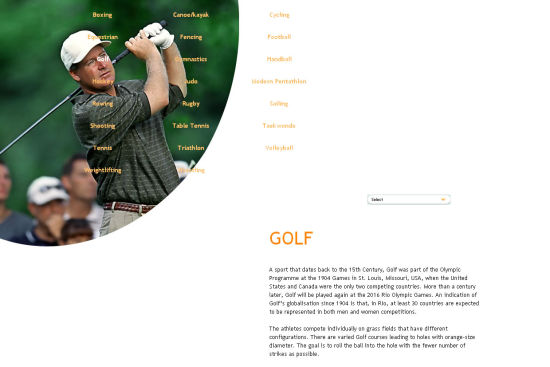 Boxing Canoe/kayak Cycling
Equestrian Fencing Football
Golf Gymnastics Handball
Hockey Judo Modern Pentathlon
Rowing Rugby Sailing
Shooting Table Tennis Taekwondo
Tennis Triathlon Volleyball
Weightlifting Wrestling
Select
GOLF
A sport that dates back to the 15th Century, Golf was part of the Olympic
Programme at the 1904 Games in St. Louis, Missouri, USA, when the United
States and Canada were the only two competing countries. More than a century
later, Golf will be played again at the 2016 Rio Olympic Games. An indication of
Golf's globalisation since 1904 is that, in Rio, at least 30 countries are expected
to be represented in both men and women competitions.
The athletes compete individually on grass fields that have different
configurations. There are varied Golf courses leading to holes with orange-size
diameter. The goal is to roll the ball into the hole with the fewer number of
strikes as possible.